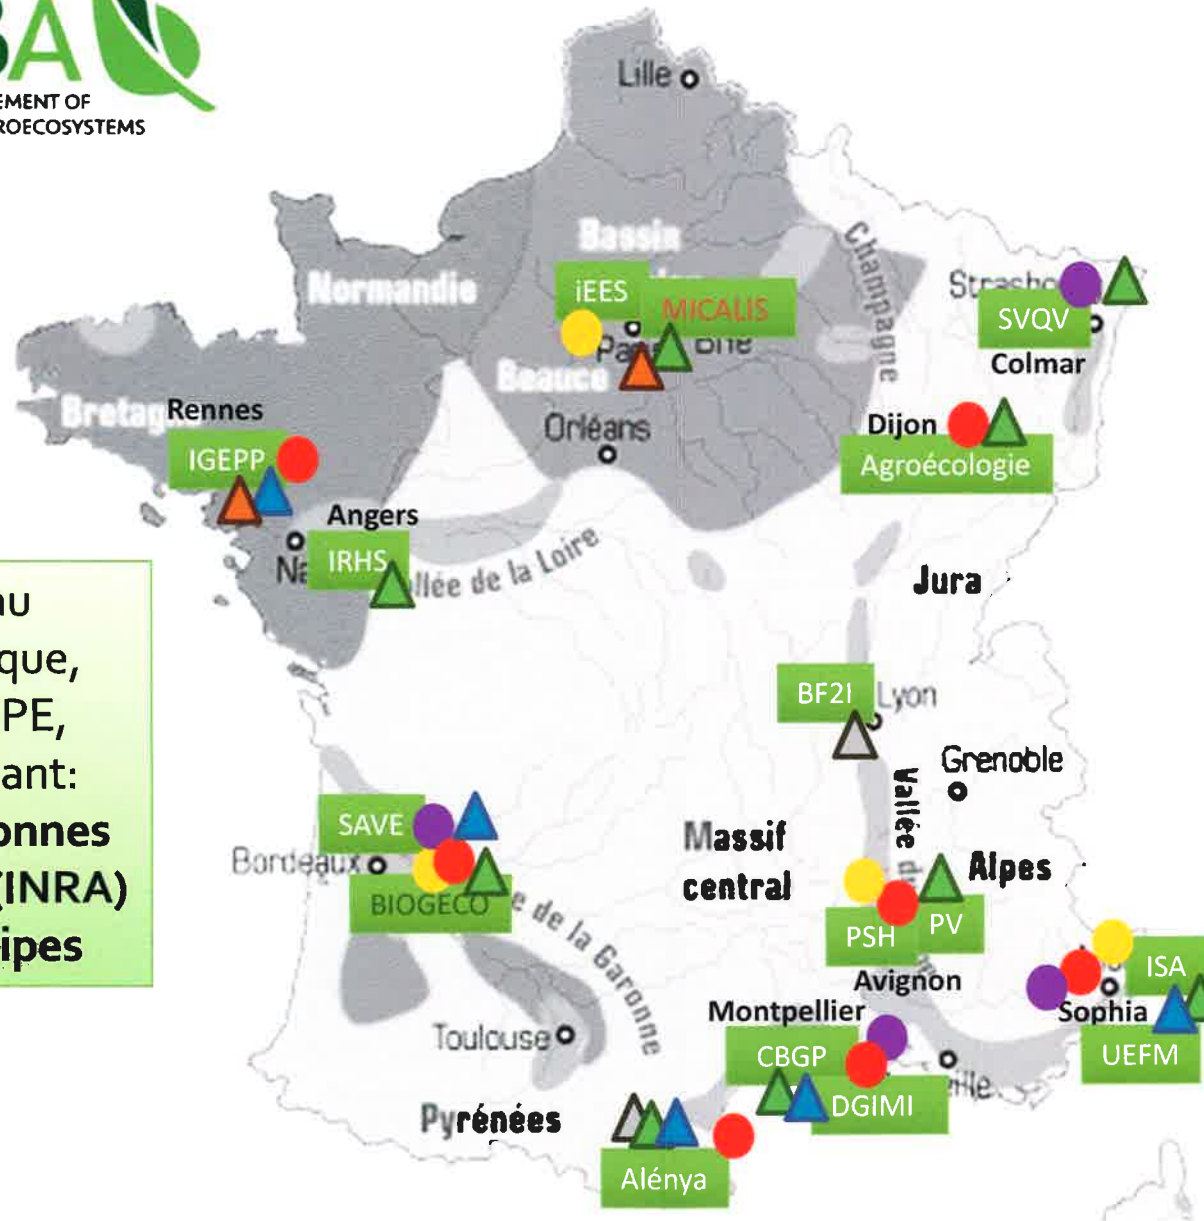 BA
EMENT OF
ROECOSYSTEMS
Lille
Bassin
Normandie
Champagne
iEES
MICALIS
Brie
Beauce
Orléans
SVQV
Colmar
Rennes
IGEPP
Dijon
Agroécologie
Angers
IRHS
llée de la Loire
Jura
au
que,
PE,
ant:
onnes
(INRA)
ipes
BF2I
Lyon
Grenoble
Vallée du
SAVE
Bordeaux
BIOGECO
e de la Garonne
Massif
central
Alpes
PSH
PV
Avignon
ISA
Sophia
UEFM
Montpellier
CBGP
DGIMI
ille
Toulouse
Pyrénées
Alénya